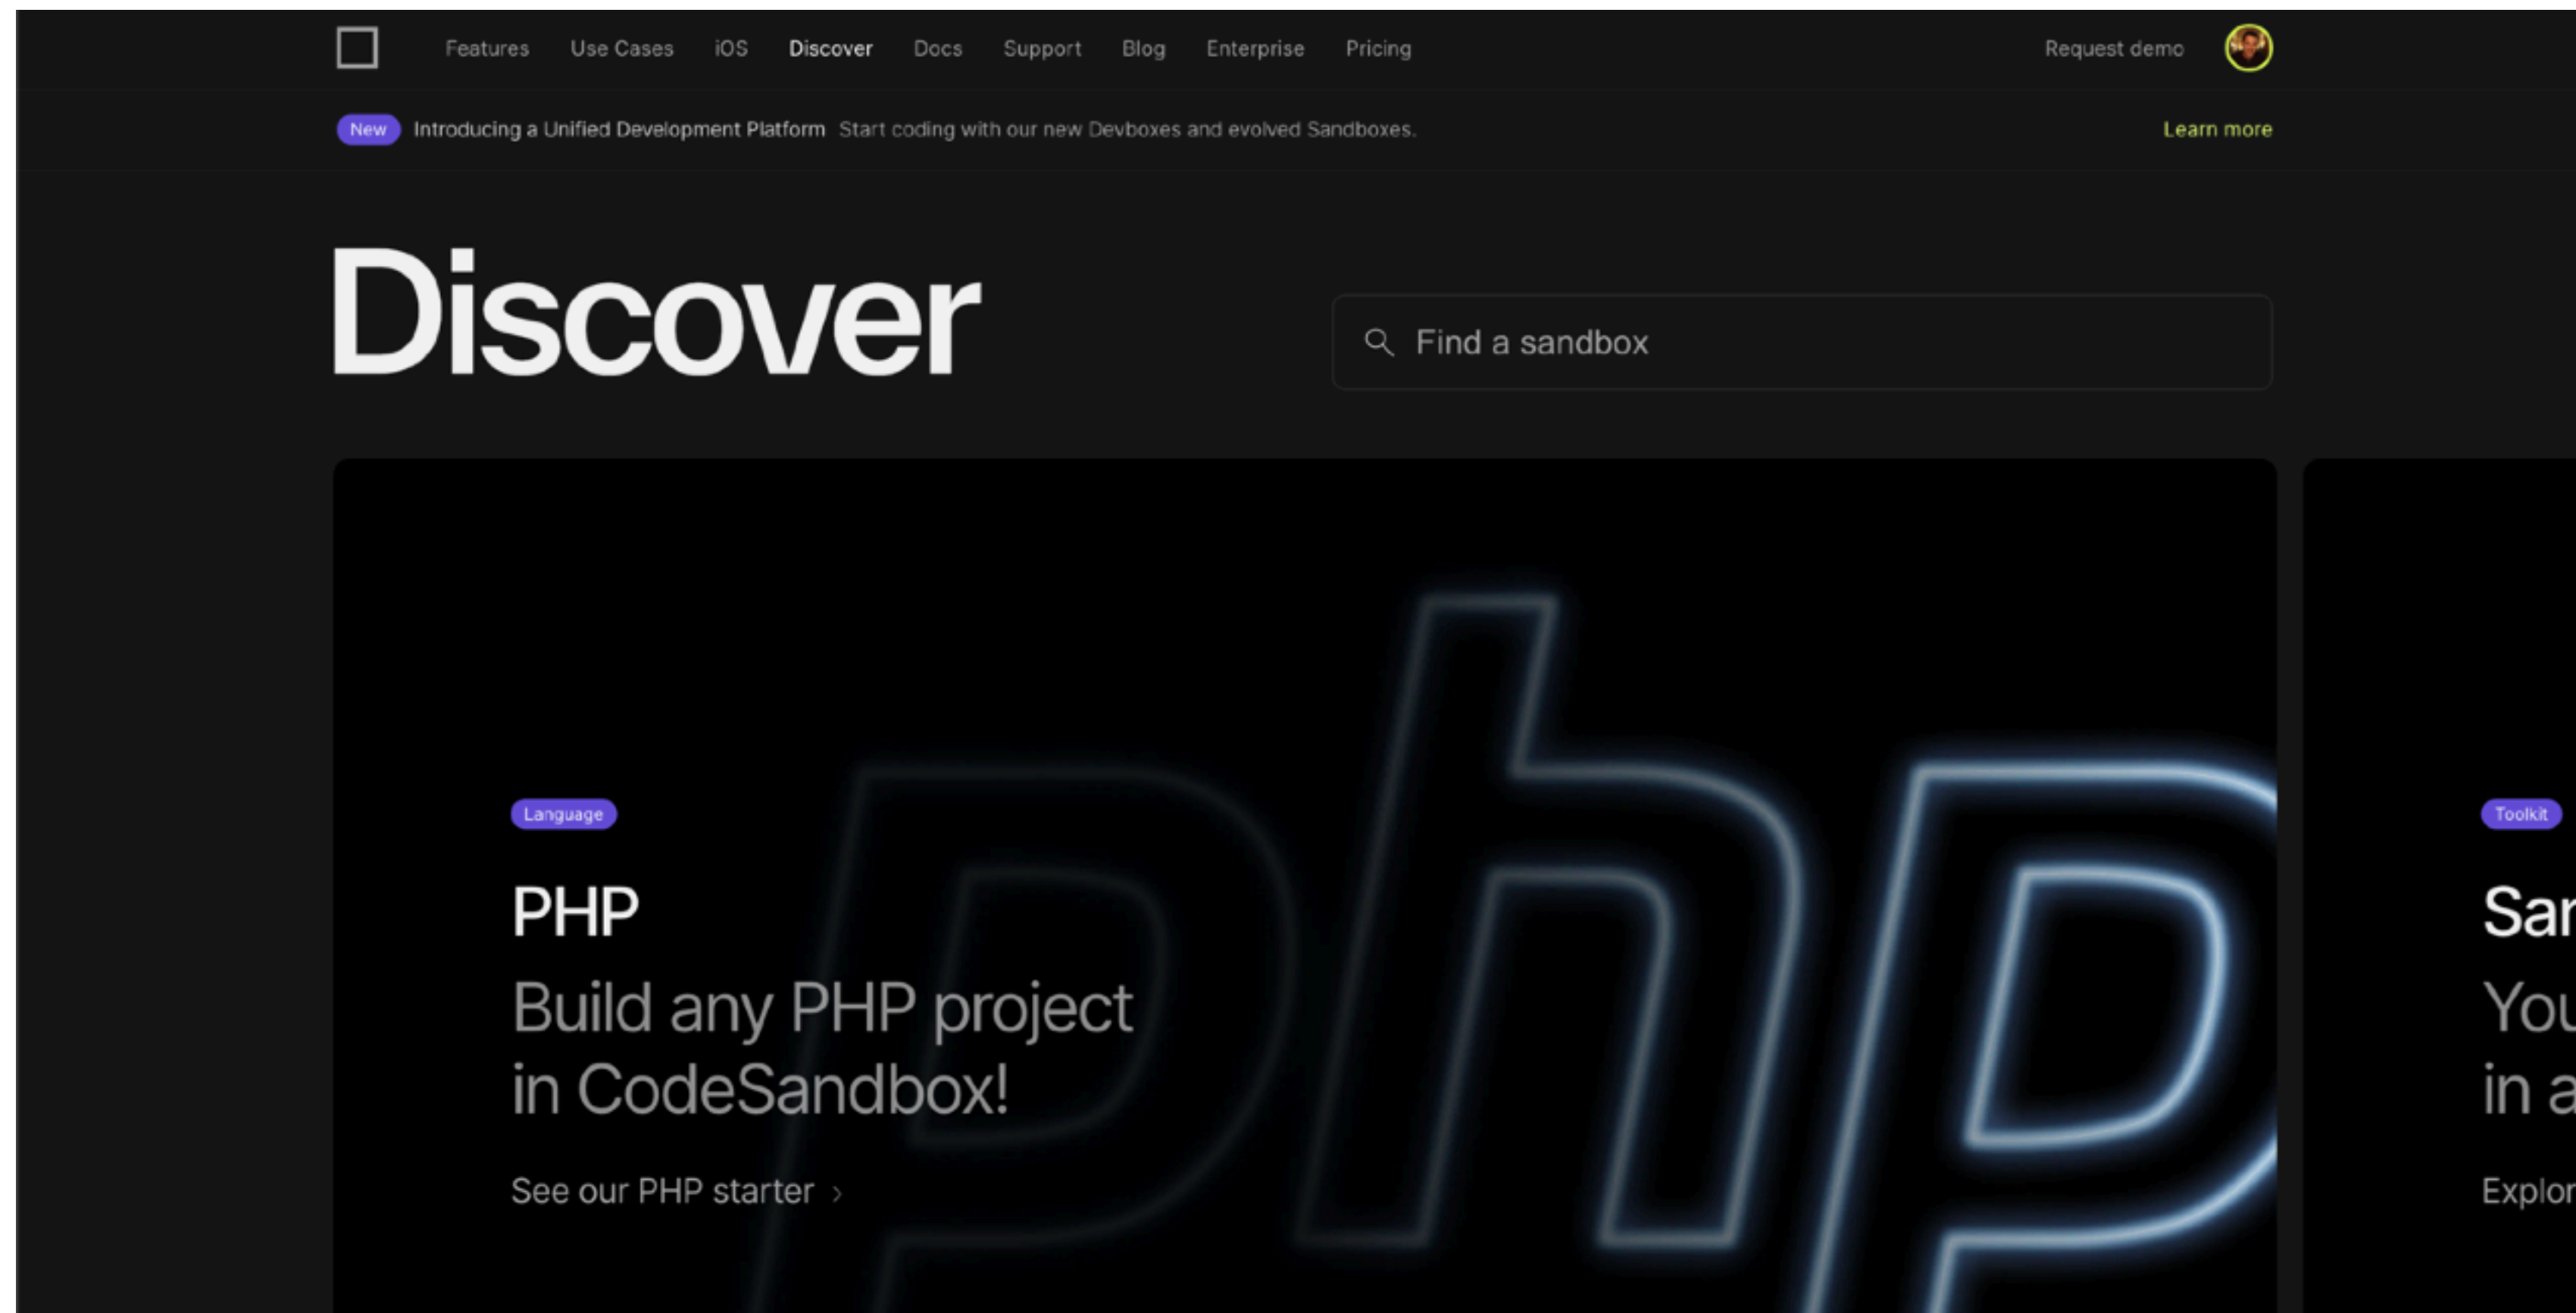 Features Use Cases iOS Discover Docs Support Blog Enterprise Pricing Request demo
New Introducing a Unified Development Platform Start coding with our new Devboxes and evolved Sandboxes. Learn more
Discover
Find a sandbox
php
Language
PHP
Build any PHP project
in CodeSandbox!
See our PHP starter
Toolkit
in